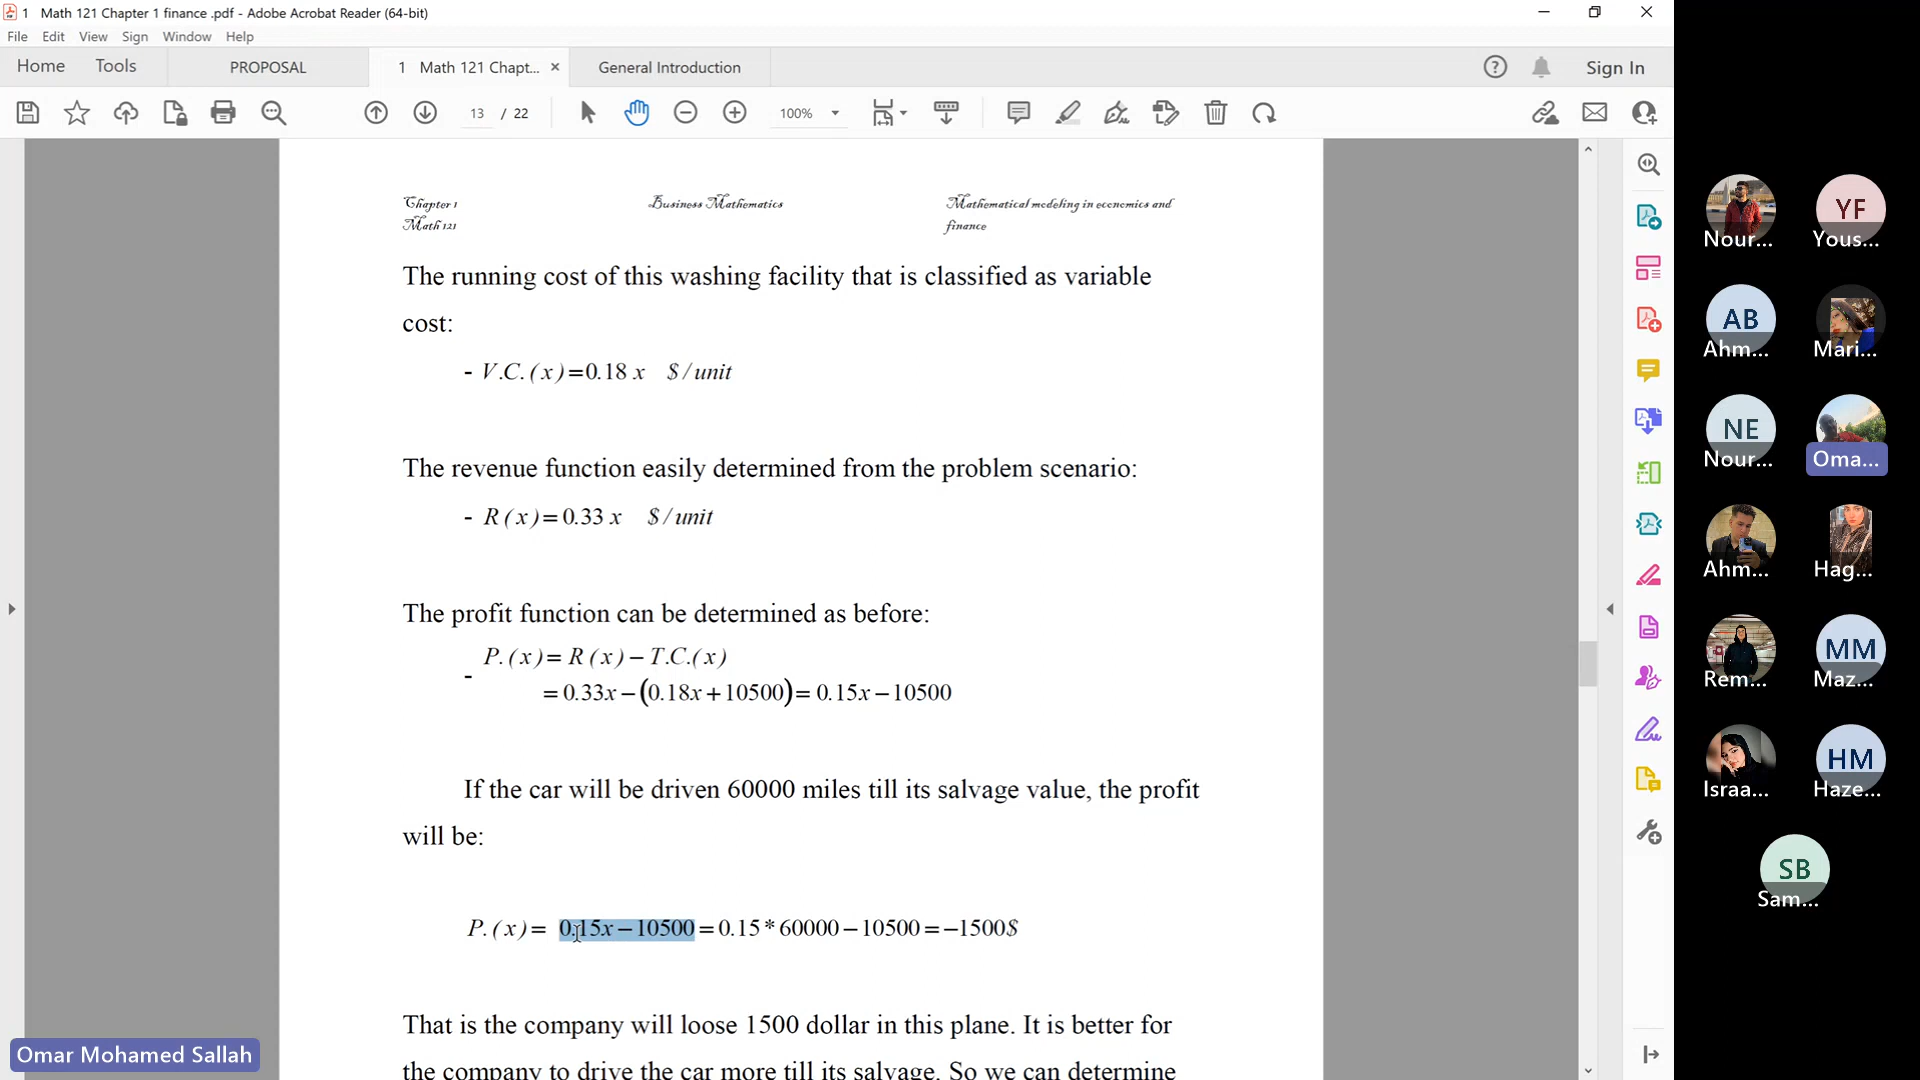 1 Math 121 Chapter 1 finance .pdf - Adobe Acrobat Reader (64-bit)
File Edit View Sign Window Help
Home Tools PROPOSAL 1 Math 121 Chapt... × General Introduction Sign In
13 / 22 100%
Chapter 1 Business Mathematics Mathematical modeling in economics and
Math 121 finance
The running cost of this washing facility that is classified as variable
cost:
- V.C.(x)=0.18 x $/unit
The revenue function easily determined from the problem scenario:
- R(x)=0.33 x $/unit
The profit function can be determined as before:
P.(x)= R(x)−T.C.(x)
-
=0.33x−(0.18x+10500)=0.15x−10500
If the car will be driven 60000 miles till its salvage value, the profit
will be:
P.(x)= 0.15x−10500=0.15*60000−10500=−1500$
That is the company will loose 1500 dollar in this plane. It is better for
the company to drive the car more till its salvage. So we can determine
Omar Mohamed Sallah
Nour...
YF
Yous...
AB
Ahm...
Mari...
NE
Nour...
Oma...
Ahm...
Hag...
Rem...
MM
Maz...
Israa...
HM
Haze...
SB
Sam...